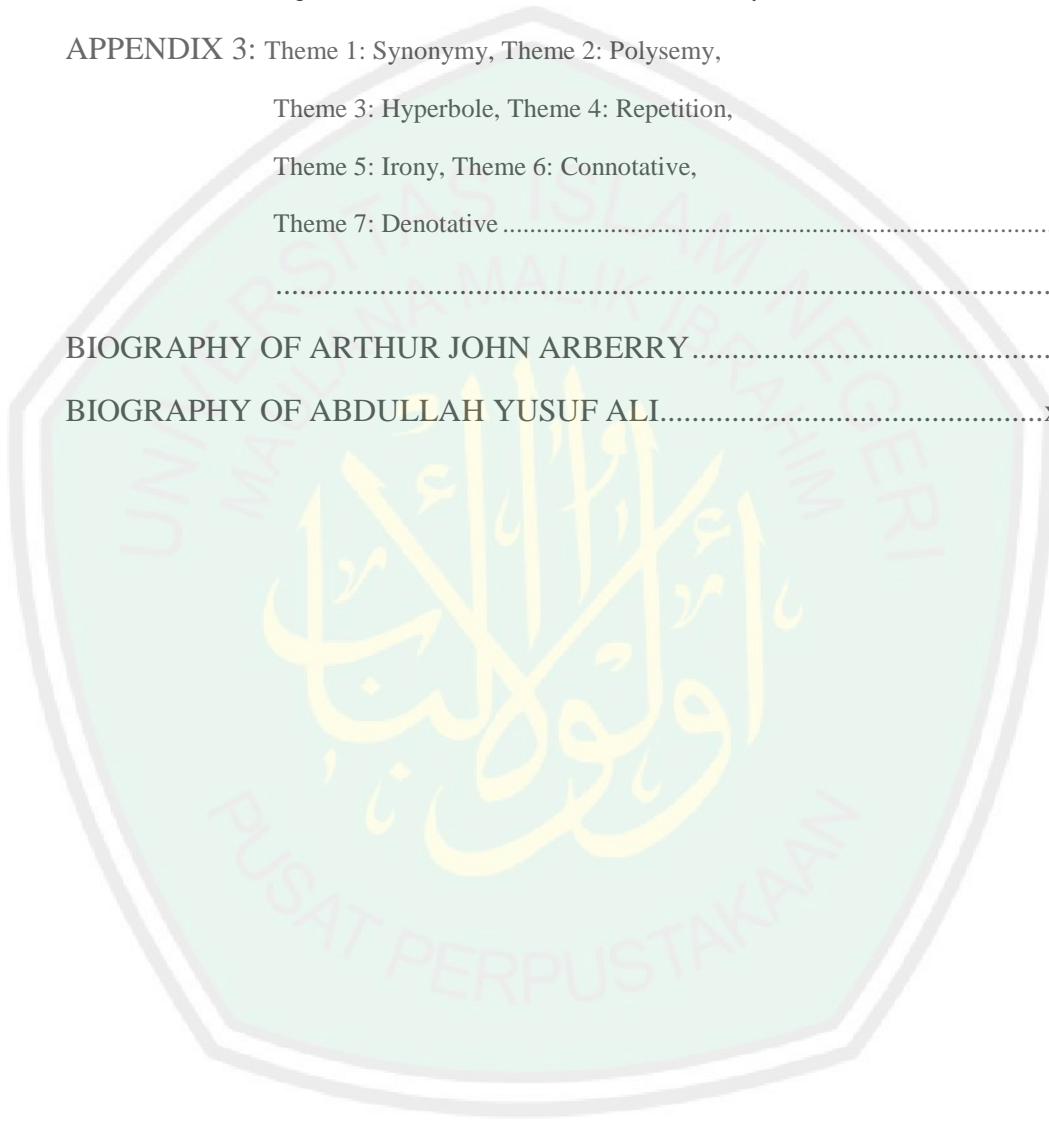 APPENDIX 3: Theme 1: Synonymy, Theme 2: Polysemy,
Theme 3: Hyperbole, Theme 4: Repetition,
Theme 5: Irony, Theme 6: Connotative,
Theme 7: Denotative ..................................................................................
..............................................................................................
BIOGRAPHY OF ARTHUR JOHN ARBERRY............................................
BIOGRAPHY OF ABDULLAH YUSUF ALI...............................................x
UNIVERSITAS ISLAM NEGERI
MAULANA MALIK IBRAHIM
PUSAT PERPUSTAKAAN